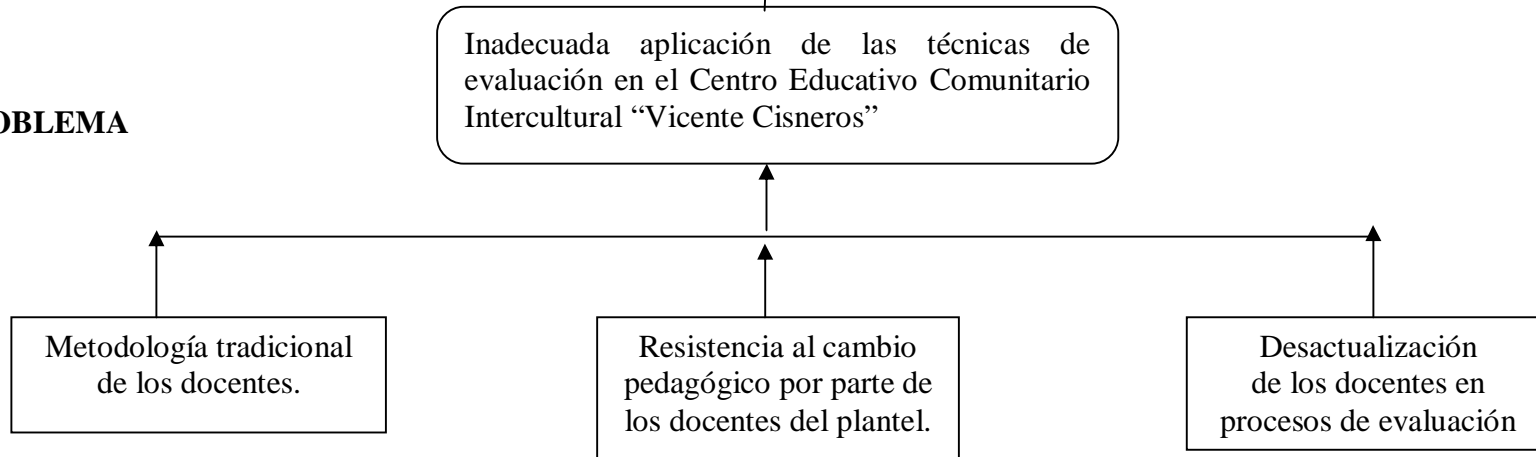 Inadecuada aplicación de las técnicas de
evaluación en el Centro Educativo Comunitario
Intercultural “Vicente Cisneros”
OBLEMA
Metodología tradicional
de los docentes.
Resistencia al cambio
pedagógico por parte de
los docentes del plantel.
Desactualización
de los docentes en
procesos de evaluación